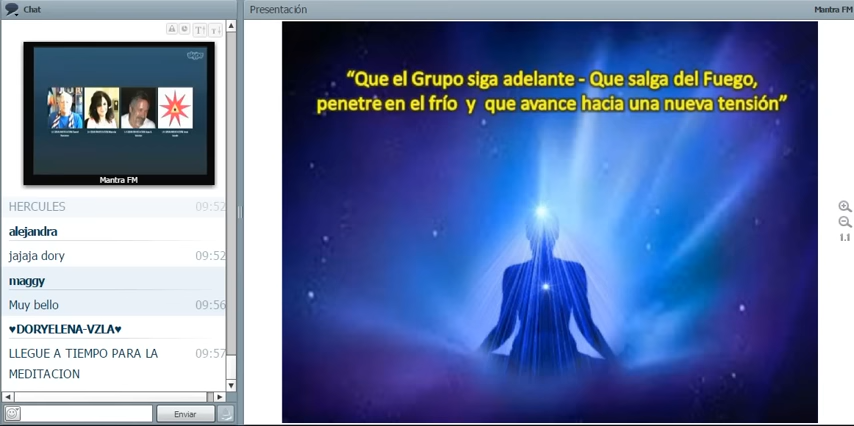 Chat
Mantra FM
HERCULES 09:52
alejandra
jajaja dory 09:52
maggy
Muy bello 09:56
♥DORYELENA-VZLA♥
LLEGUE A TIEMPO PARA LA 09:57
MEDITACION
Enviar
Presentación
Mantra FM
“Que el Grupo siga adelante - Que salga del Fuego,
penetre en el frío y que avance hacia una nueva tensión”
1.1